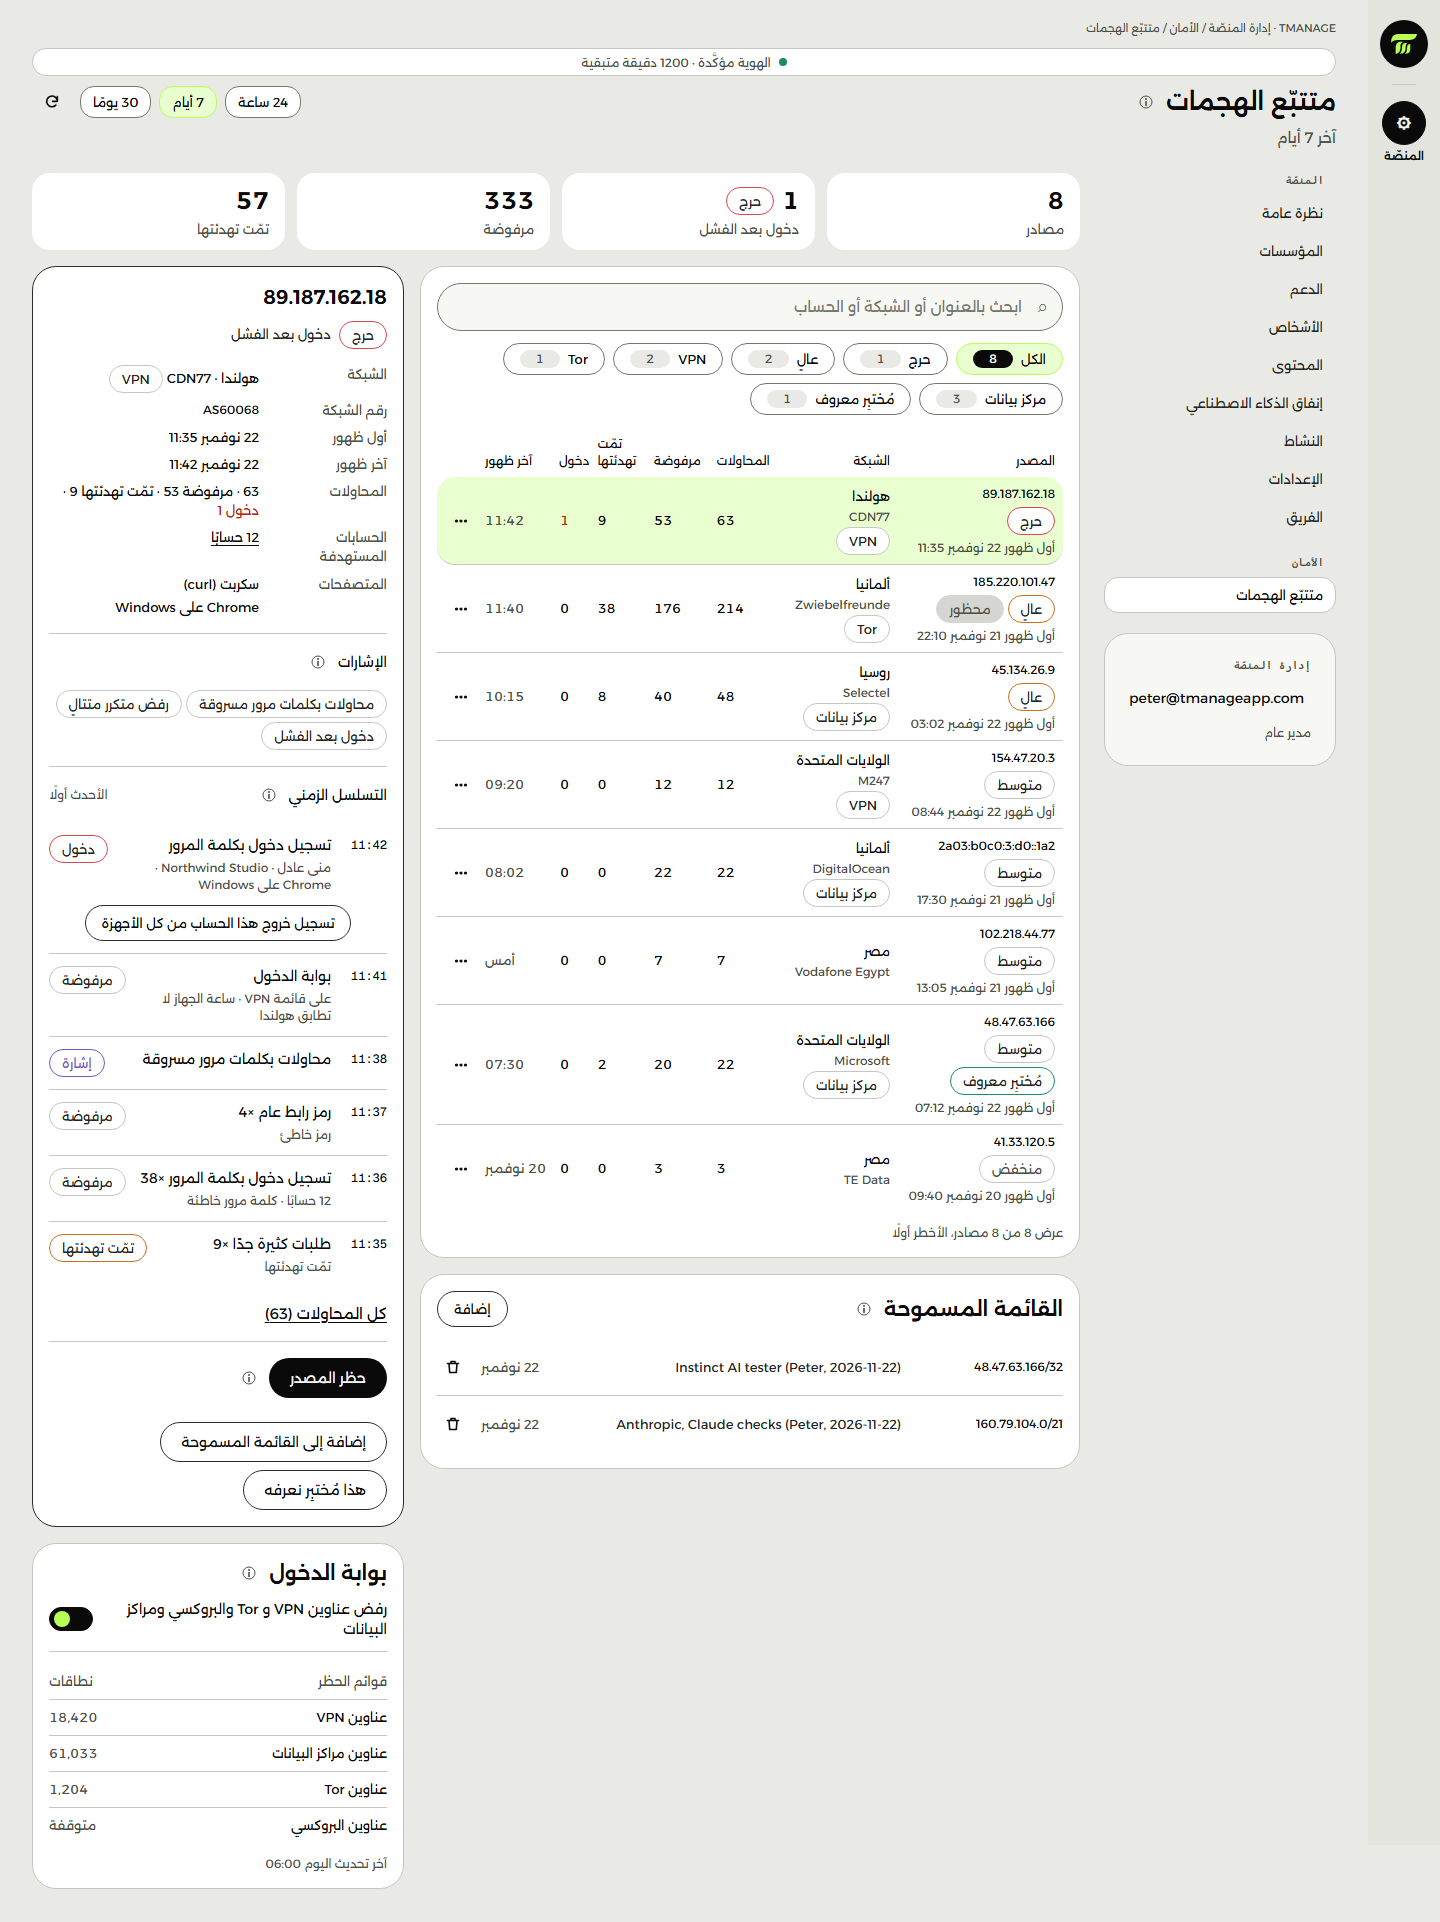 TMANAGE · إدارة المنصّة / الأمان / متتبّع الهجمات
الهوية مؤكَّدة · 1200 دقيقة متبقية
المنصّة
متتبّع الهجمات
24 ساعة
7 أيام
30 يومًا
آخر 7 أيام
المنصّة
نظرة عامة
المؤسسات
الدعم
الأشخاص
المحتوى
إنفاق الذكاء الاصطناعي
النشاط
الإعدادات
الفريق
الأمان
متتبّع الهجمات
إدارة المنصّة
peter@tmanageapp.com
مدير عام
8
مصادر
1 حرج
دخول بعد الفشل
333
مرفوضة
57
تمّت تهدئتها
ابحث بالعنوان أو الشبكة أو الحساب
الكل 8
حرج 1
عالٍ 2
VPN 2
Tor 1
مركز بيانات 3
مُختبِر معروف 1
المصدر الشبكة المحاولات مرفوضة تمّت تهدئتها دخول آخر ظهور
89.187.162.18
حرج
أول ظهور 22 نوفمبر 11:35
هولندا
CDN77
VPN
63 53 9 1 11:42
185.220.101.47
عالٍ محظور
أول ظهور 21 نوفمبر 22:10
ألمانيا
Zwiebelfreunde
Tor
214 176 38 0 11:40
45.134.26.9
عالٍ
أول ظهور 22 نوفمبر 03:02
روسيا
Selectel
مركز بيانات
48 40 8 0 10:15
154.47.20.3
متوسط
أول ظهور 22 نوفمبر 08:44
الولايات المتحدة
M247
VPN
12 12 0 0 09:20
2a03:b0c0:3:d0::1a2
متوسط
أول ظهور 21 نوفمبر 17:30
ألمانيا
DigitalOcean
مركز بيانات
22 22 0 0 08:02
102.218.44.77
متوسط
أول ظهور 21 نوفمبر 13:05
مصر
Vodafone Egypt
7 7 0 0 أمس
48.47.63.166
متوسط
مُختبِر معروف
أول ظهور 22 نوفمبر 07:12
الولايات المتحدة
Microsoft
مركز بيانات
22 20 2 0 07:30
41.33.120.5
منخفض
أول ظهور 20 نوفمبر 09:40
مصر
TE Data
3 3 0 0 20 نوفمبر
عرض 8 من 8 مصادر، الأخطر أولًا
القائمة المسموحة
إضافة
48.47.63.166/32 Instinct AI tester (Peter, 2026-11-22) 22 نوفمبر
160.79.104.0/21 Anthropic, Claude checks (Peter, 2026-11-22) 22 نوفمبر
89.187.162.18
حرج دخول بعد الفشل
الشبكة هولندا · CDN77 VPN
رقم الشبكة AS60068
أول ظهور 22 نوفمبر 11:35
آخر ظهور 22 نوفمبر 11:42
المحاولات 63 · مرفوضة 53 · تمّت تهدئتها 9 ·
دخول 1
الحسابات المستهدفة 12 حسابًا
المتصفحات سكربت (curl)
Chrome على Windows
الإشارات
محاولات بكلمات مرور مسروقة
رفض متكرر متتالٍ
دخول بعد الفشل
التسلسل الزمني
الأحدث أولًا
11:42 تسجيل دخول بكلمة المرور دخول
منى عادل · Northwind Studio ·
Chrome على Windows
تسجيل خروج هذا الحساب من كل الأجهزة
11:41 بوابة الدخول مرفوضة
على قائمة VPN · ساعة الجهاز لا
تطابق هولندا
11:38 محاولات بكلمات مرور مسروقة إشارة
11:37 رمز رابط عام ×4 مرفوضة
رمز خاطئ
11:36 تسجيل دخول بكلمة المرور ×38 مرفوضة
12 حسابًا · كلمة مرور خاطئة
11:35 طلبات كثيرة جدًا ×9 تمّت تهدئتها
تمّت تهدئتها
كل المحاولات (63)
حظر المصدر
إضافة إلى القائمة المسموحة
هذا مُختبِر نعرفه
بوابة الدخول
رفض عناوين VPN و Tor والبروكسي ومراكز
البيانات
قوائم الحظر نطاقات
عناوين VPN 18,420
عناوين مراكز البيانات 61,033
عناوين Tor 1,204
عناوين البروكسي متوقفة
آخر تحديث اليوم 06:00